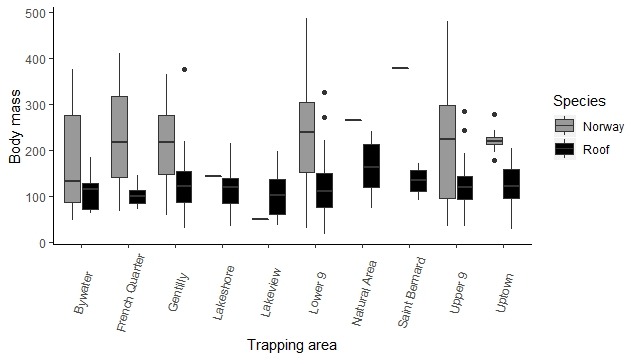 Body mass
500
400
300
200
100
0
Bywater
French Quarter
Gentilly
Lakeshore
Lakeview
Lower 9
Natural Area
Saint Bernard
Upper 9
Uptown
Trapping area
Species
Norway
Roof